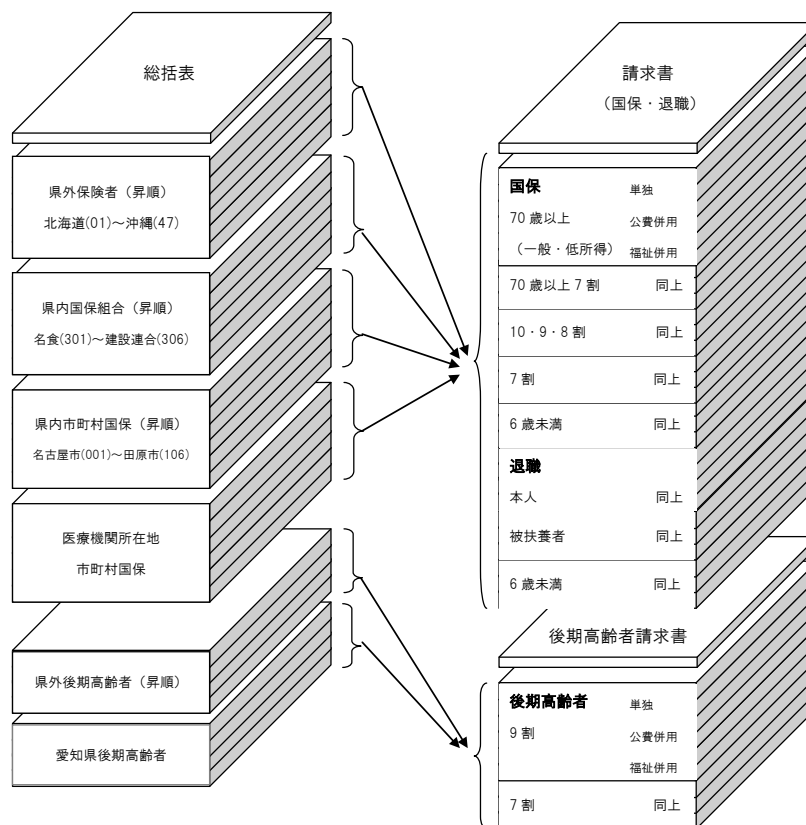 総括表
県外保険者（昇順）
北海道(01)～沖縄(47)
県内国保組合（昇順）
名食(301)～建設連合(306)
県内市町村国保（昇順）
名古屋市(001)～田原市(106)
医療機関所在地
市町村国保
県外後期高齢者（昇順）
愛知県後期高齢者
請求書
（国保・退職）
国保 単独
70歳以上 公費併用
（一般・低所得） 福祉併用
70歳以上7割 同上
10・9・8割 同上
7割 同上
6歳未満 同上
退職
本人 同上
被扶養者 同上
6歳未満 同上
後期高齢者請求書
後期高齢者 単独
9割 公費併用
福祉併用
7割 同上